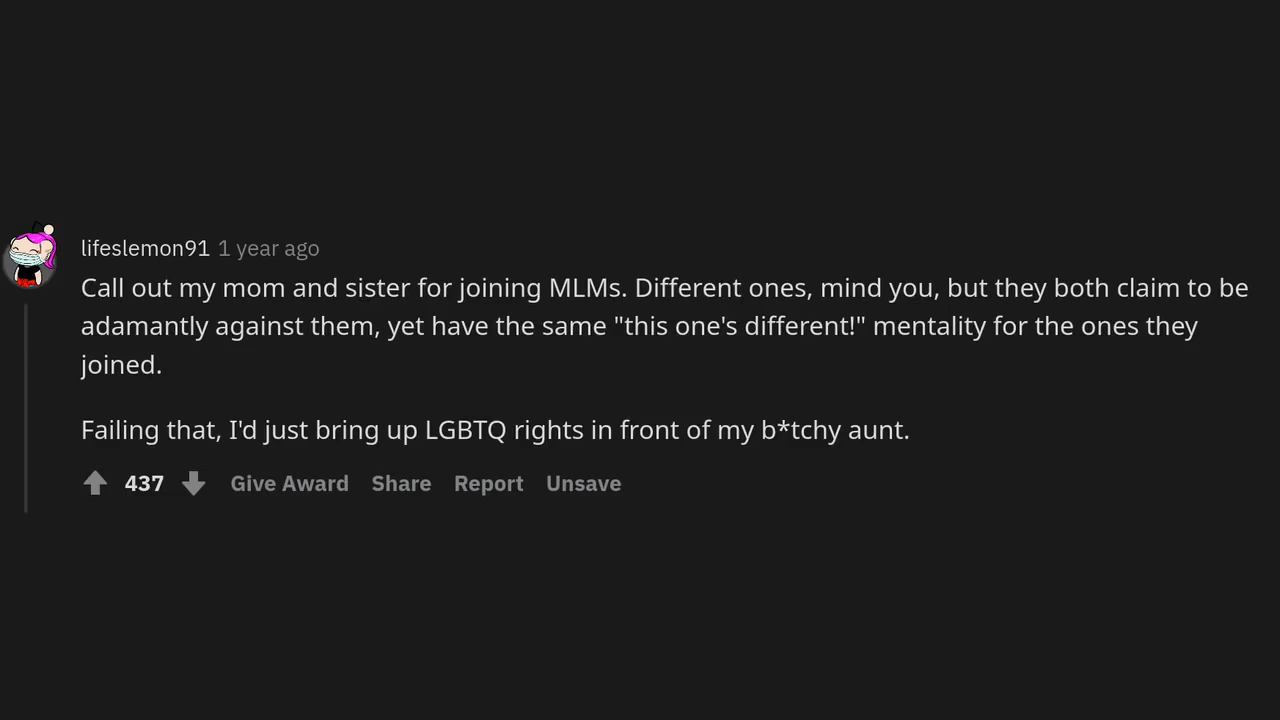 lifeslemon91 1 year ago
Call out my mom and sister for joining MLMs. Different ones, mind you, but they both claim to be
adamantly against them, yet have the same "this one's different!" mentality for the ones they
joined.
Failing that, I'd just bring up LGBTQ rights in front of my b*tchy aunt.
437 Give Award Share Report Unsave